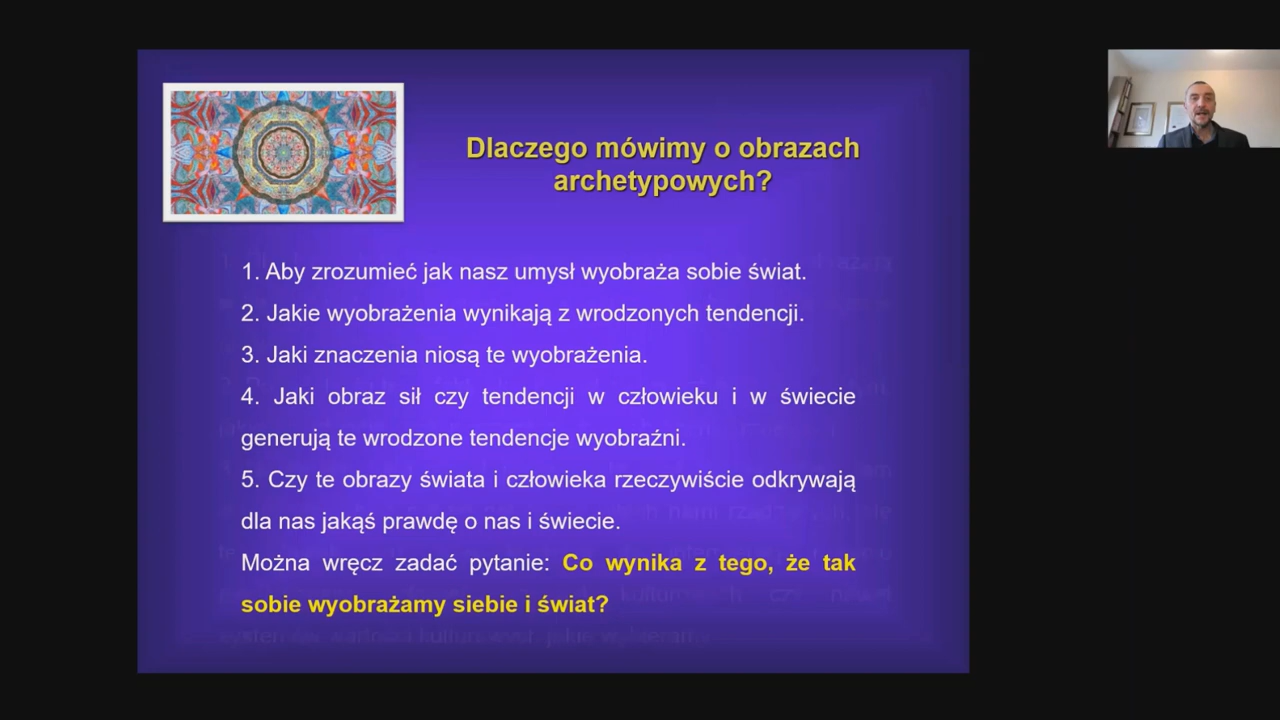 Dlaczego mówimy o obrazach
archetypowych?
1. Aby zrozumieć jak nasz umysł wyobraża sobie świat.
2. Jakie wyobrażenia wynikają z wrodzonych tendencji.
3. Jaki znaczenia niosą te wyobrażenia.
4. Jaki obraz sił czy tendencji w człowieku i w świecie
generują te wrodzone tendencje wyobraźni.
5. Czy te obrazy świata i człowieka rzeczywiście odkrywają
dla nas jakąś prawdę o nas i świecie.
Można wręcz zadać pytanie: Co wynika z tego, że tak
sobie wyobrażamy siebie i świat?